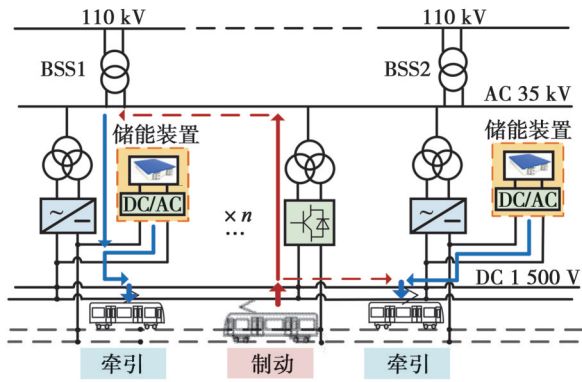 110 kV
110 kV
BSS1
BSS2
AC 35 kV
储能装置
储能装置
DC/AC
DC/AC
~
−
× n
...
~
−
DC 1 500 V
牵引
制动
牵引